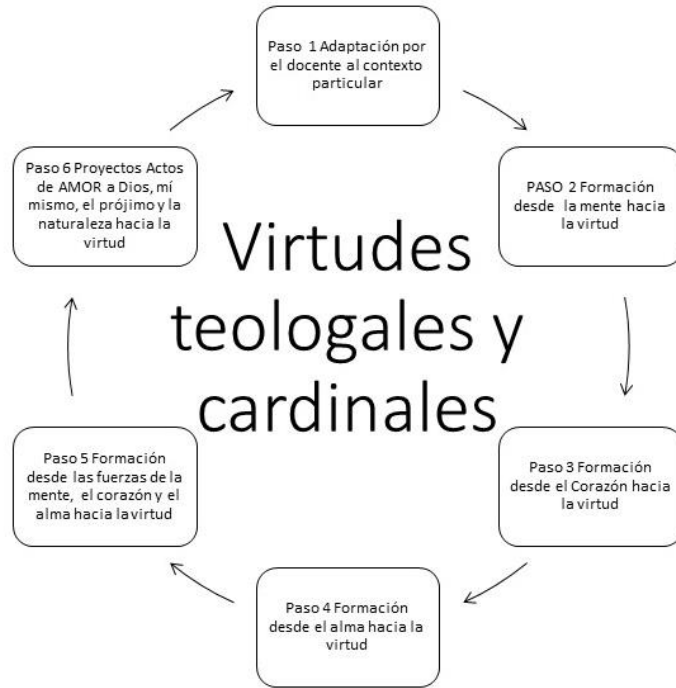 Paso 1 Adaptación por
el docente al contexto
particular
PASO 2 Formación
desde la mente hacia
la virtud
Paso 3 Formación
desde el Corazón hacia
la virtud
Paso 4 Formación
desde el alma hacia la
virtud
Paso 5 Formación
desde las fuerzas de la
mente, el corazón y el
alma hacia la virtud
Paso 6 Proyectos Actos
de AMOR a Dios, mí
mismo, el prójimo y la
naturaleza hacia la
virtud
Virtudes
teologales y
cardinales